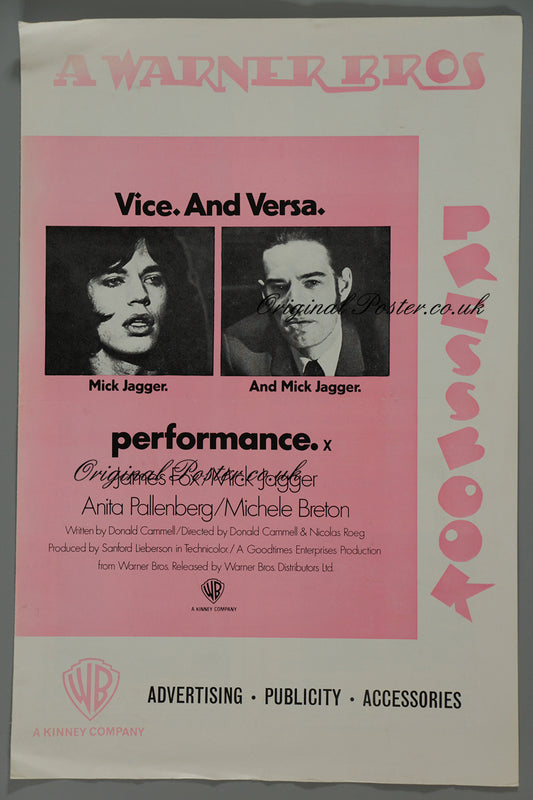 A WARNER BROS
PRESSBOOK
Vice. And Versa.
Original Poster.co.uk
Mick Jagger.
And Mick Jagger.
performance. x
Original Poster.co.uk
James Fox/Mick Jagger
Anita Pallenberg/Michele Breton
Written by Donald Cammell/Directed by Donald Cammell & Nicolas Roeg
Produced by Sanford Lieberson in Technicolor./A Goodtimes Enterprises Production
from Warner Bros. Released by Warner Bros. Distributors Ltd.
WB
A KINNEY COMPANY
WB
A KINNEY COMPANY
ADVERTISING • PUBLICITY • ACCESSORIES